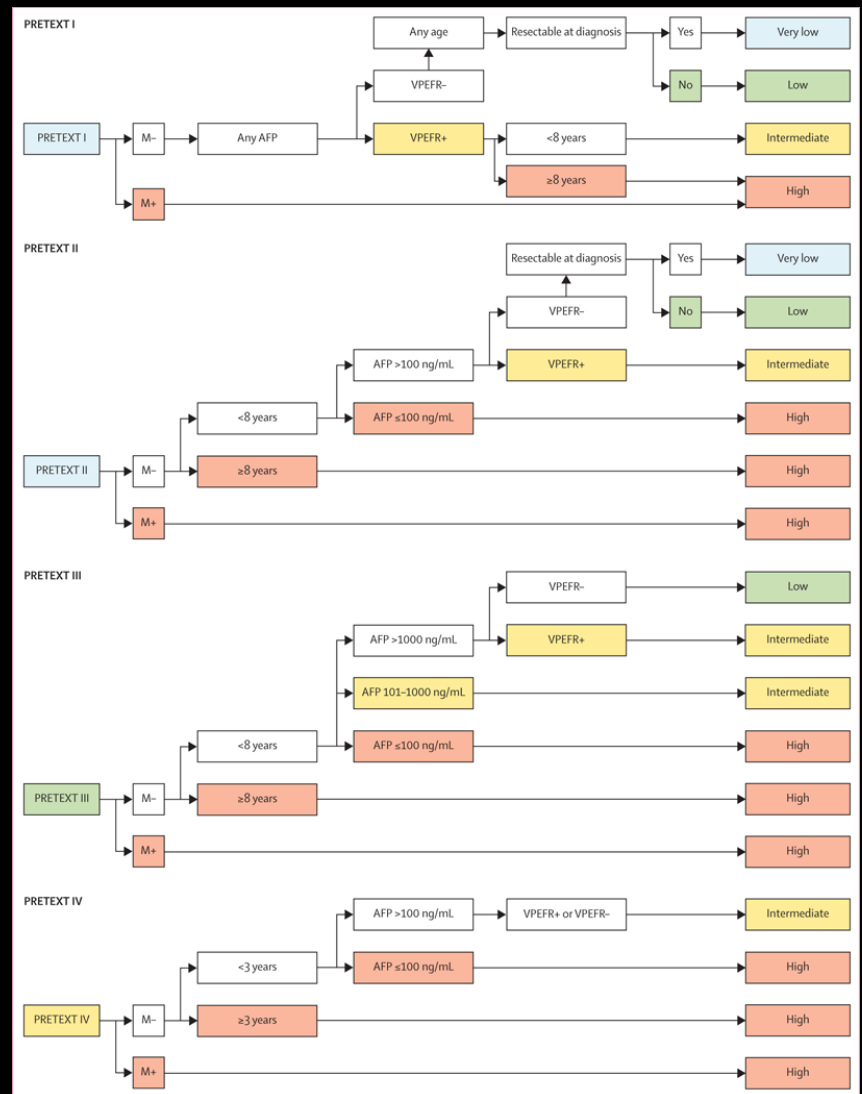 PRETEXT I
Any age
Resectable at diagnosis
Yes
Very low
VPEFR–
No
Low
PRETEXT I
M–
Any AFP
VPEFR+
<8 years
Intermediate
≥8 years
High
M+
PRETEXT II
Resectable at diagnosis
Yes
Very low
VPEFR–
No
Low
AFP >100 ng/mL
VPEFR+
Intermediate
<8 years
AFP ≤100 ng/mL
High
PRETEXT II
M–
≥8 years
High
M+
High
PRETEXT III
VPEFR–
Low
AFP >1000 ng/mL
VPEFR+
Intermediate
AFP 101–1000 ng/mL
Intermediate
<8 years
AFP ≤100 ng/mL
High
PRETEXT III
M–
≥8 years
High
M+
High
PRETEXT IV
AFP >100 ng/mL
VPEFR+ or VPEFR–
Intermediate
<3 years
AFP ≤100 ng/mL
High
PRETEXT IV
M–
≥3 years
High
M+
High